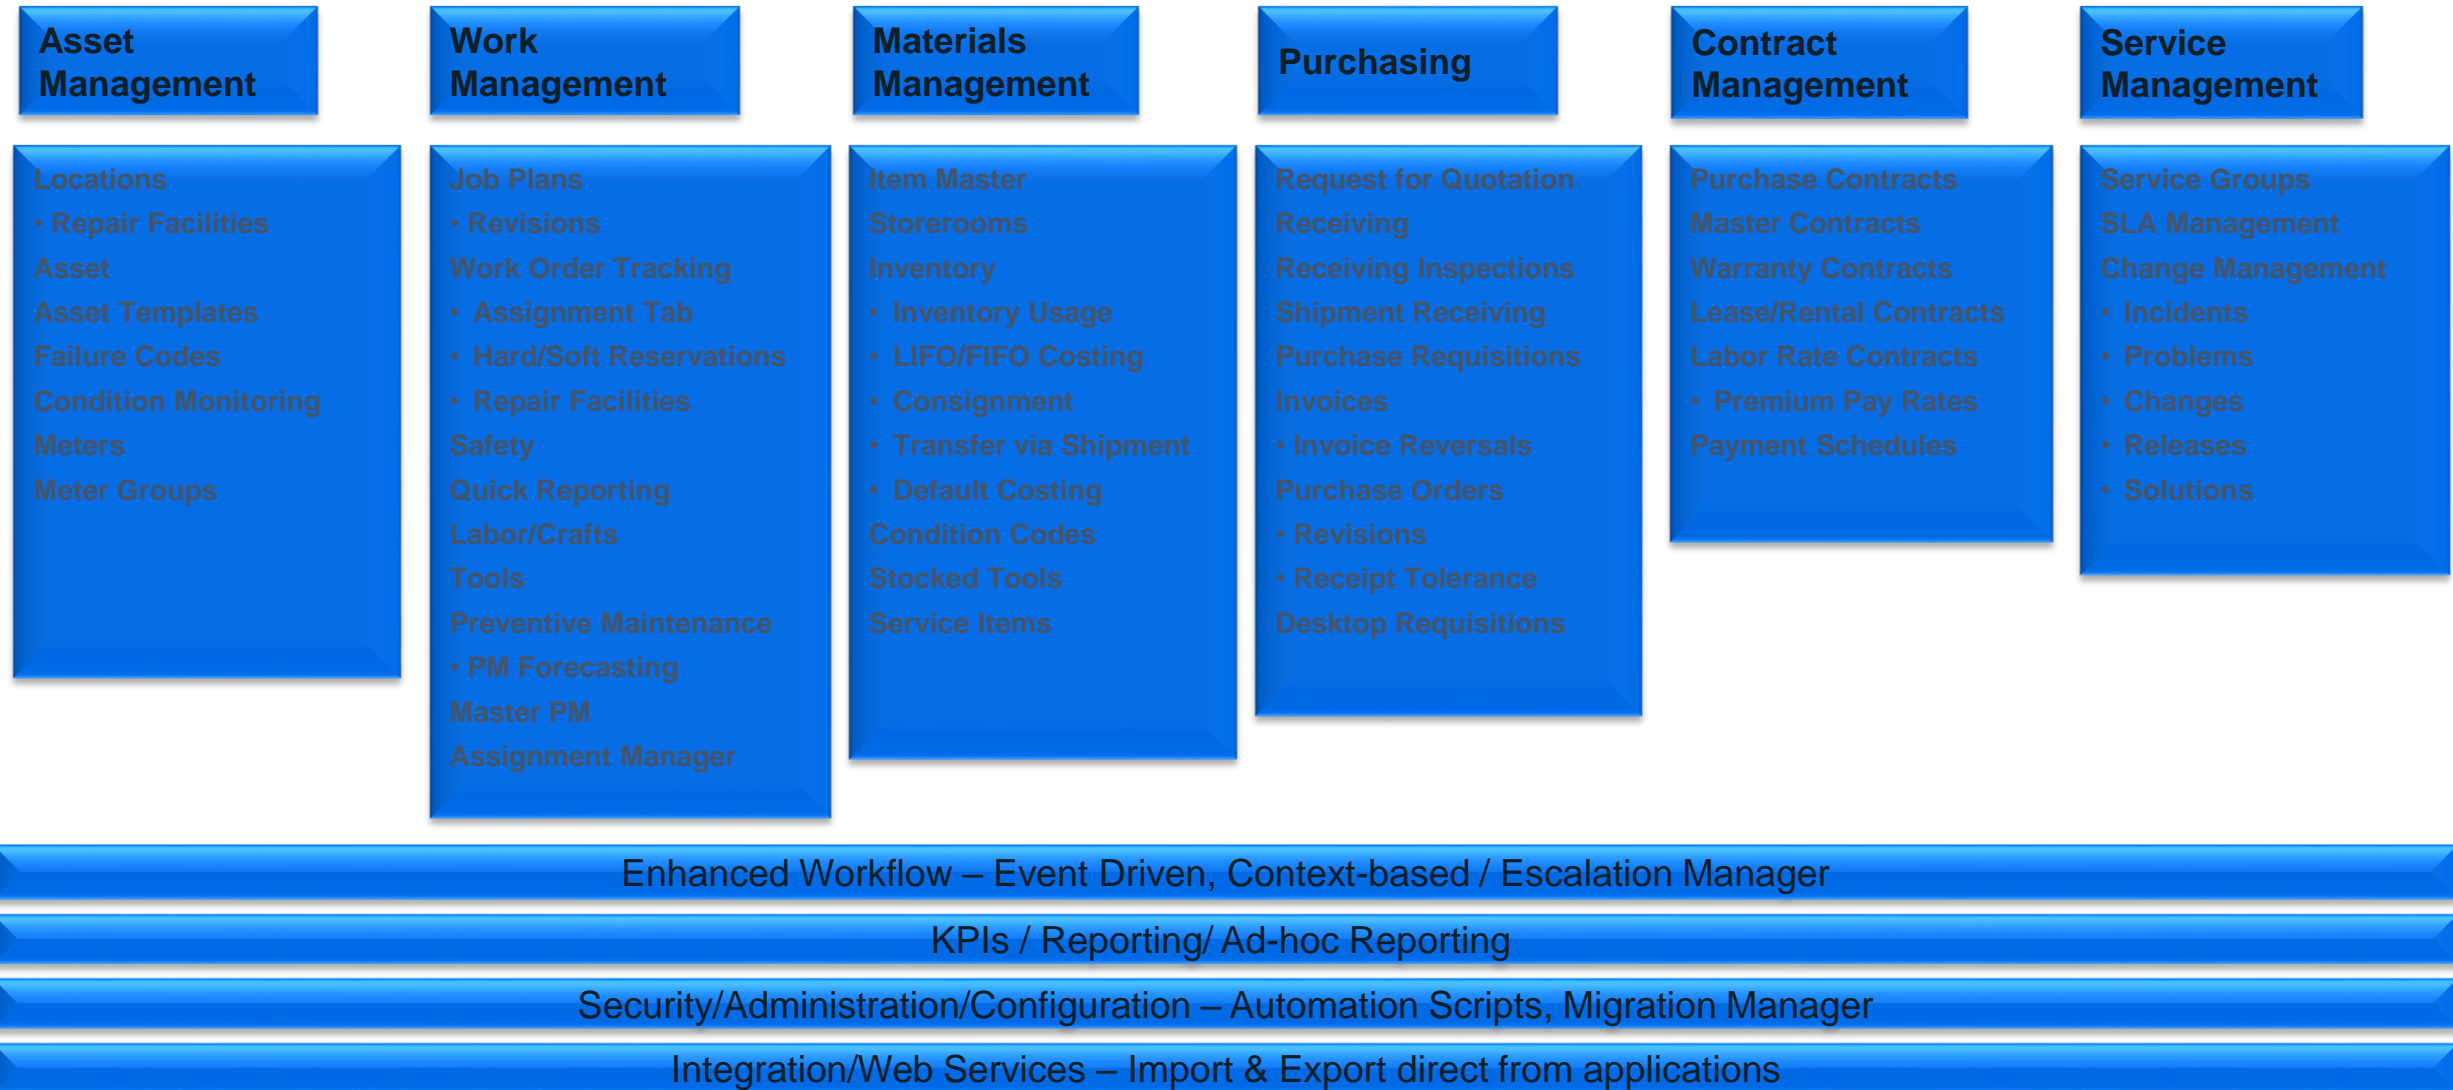 Asset
Management
Work
Management
Materials
Management
Purchasing
Contract
Management
Service
Management
Locations
• Repair Facilities
Asset
Asset Templates
Failure Codes
Condition Monitoring
Meters
Meter Groups
Job Plans
• Revisions
Work Order Tracking
• Assignment Tab
• Hard/Soft Reservations
• Repair Facilities
Safety
Quick Reporting
Labor/Crafts
Tools
Preventive Maintenance
• PM Forecasting
Master PM
Assignment Manager
Item Master
Storerooms
Inventory
• Inventory Usage
• LIFO/FIFO Costing
• Consignment
• Transfer via Shipment
• Default Costing
Condition Codes
Stocked Tools
Service Items
Request for Quotation
Receiving
Receiving Inspections
Shipment Receiving
Purchase Requisitions
Invoices
• Invoice Reversals
Purchase Orders
• Revisions
• Receipt Tolerance
Desktop Requisitions
Purchase Contracts
Master Contracts
Warranty Contracts
Lease/Rental Contracts
Labor Rate Contracts
• Premium Pay Rates
Payment Schedules
Service Groups
SLA Management
Change Management
• Incidents
• Problems
• Changes
• Releases
• Solutions
Enhanced Workflow – Event Driven, Context-based / Escalation Manager
KPIs / Reporting/ Ad-hoc Reporting
Security/Administration/Configuration – Automation Scripts, Migration Manager
Integration/Web Services – Import & Export direct from applications